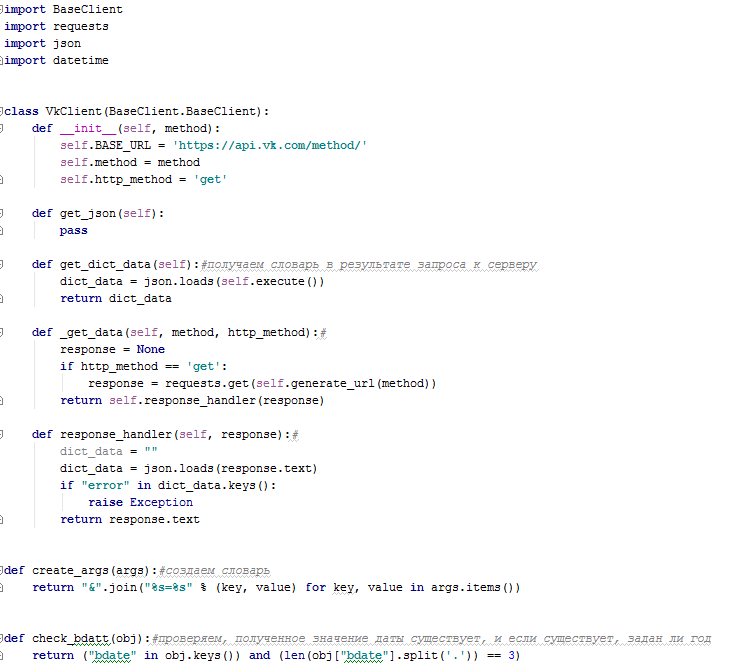 import BaseClient
import requests
import json
import datetime
class VkClient(BaseClient.BaseClient):
def __init__(self, method):
self.BASE_URL = 'https://api.vk.com/method/'
self.method = method
self.http_method = 'get'
def get_json(self):
pass
def get_dict_data(self):#получаем словарь в результате запроса к серверу
dict_data = json.loads(self.execute())
return dict_data
def _get_data(self, method, http_method):#
response = None
if http_method == 'get':
response = requests.get(self.generate_url(method))
return self.response_handler(response)
def response_handler(self, response):#
dict_data = ""
dict_data = json.loads(response.text)
if "error" in dict_data.keys():
raise Exception
return response.text
def create_args(args):#создаем словарь
return "&".join("%s=%s" % (key, value) for key, value in args.items())
def check_bdatt(obj):#проверяем, полученное значение даты существует, и если существует, задан ли год
return ("bdate" in obj.keys()) and (len(obj["bdate"].split('.')) == 3)